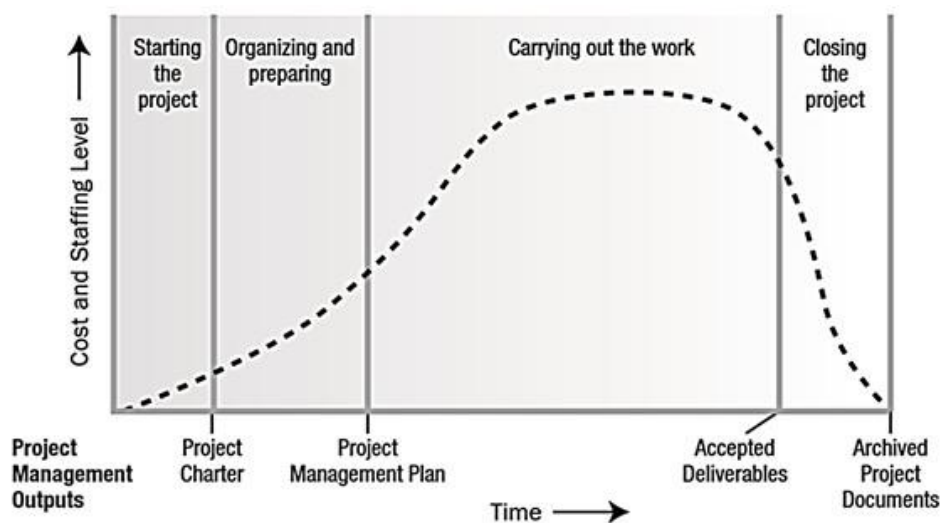 Starting
the
project
Organizing and
preparing
Carrying out the work
Closing
the
project
Cost and Staffing Level
Project
Management
Outputs
Project
Charter
Project
Management Plan
Accepted
Deliverables
Archived
Project
Documents
Time